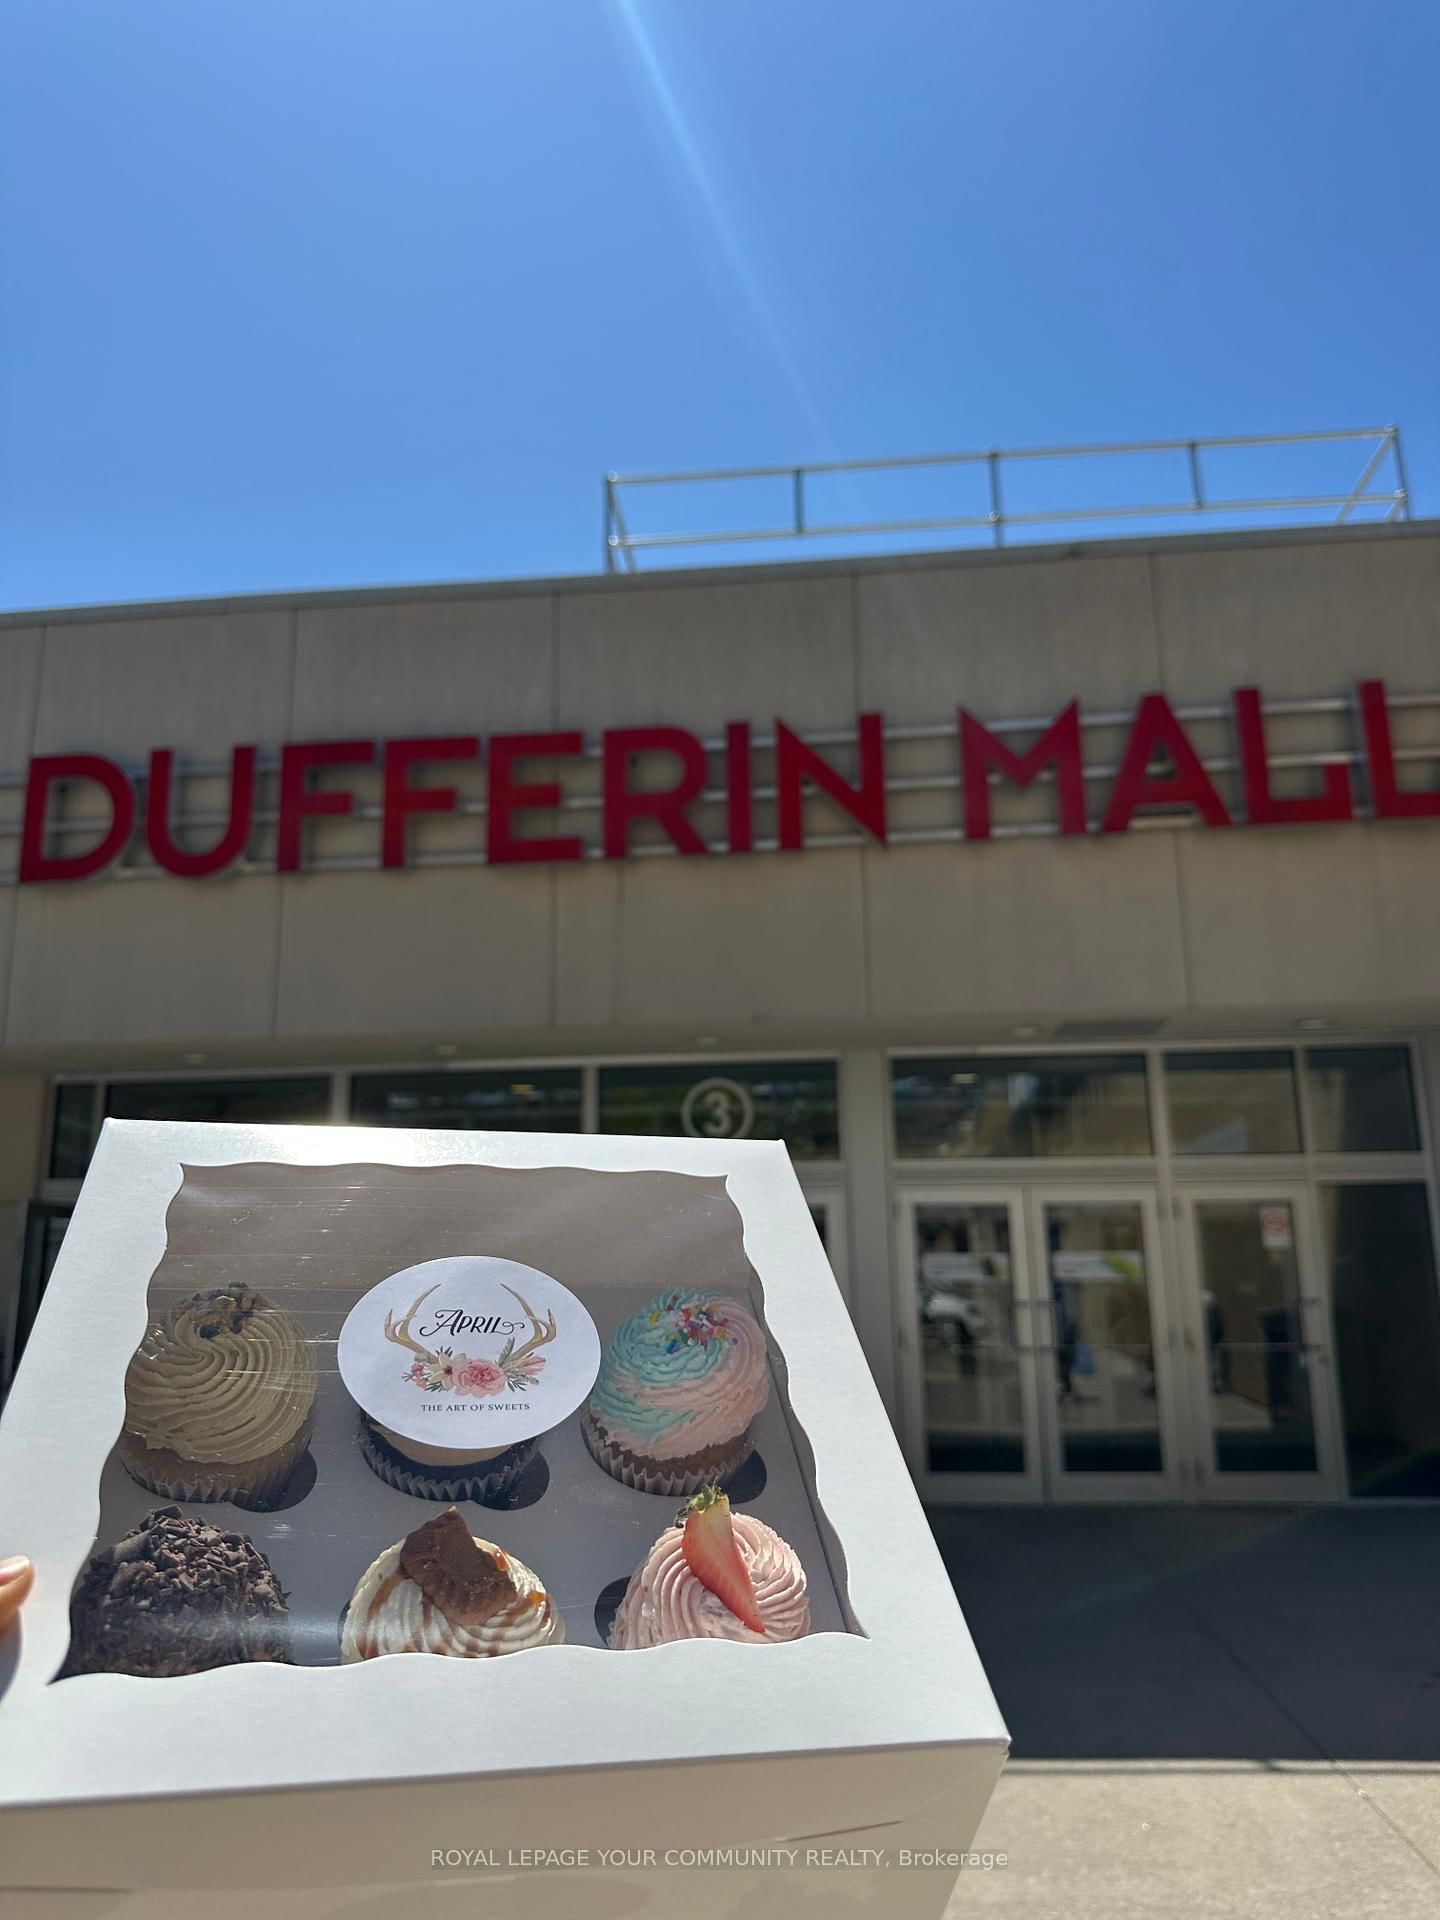 DUFFERIN MALL
3
APRIL
THE ART OF SWEETS
ROYAL LEPAGE YOUR COMMUNITY REALTY, Brokerage